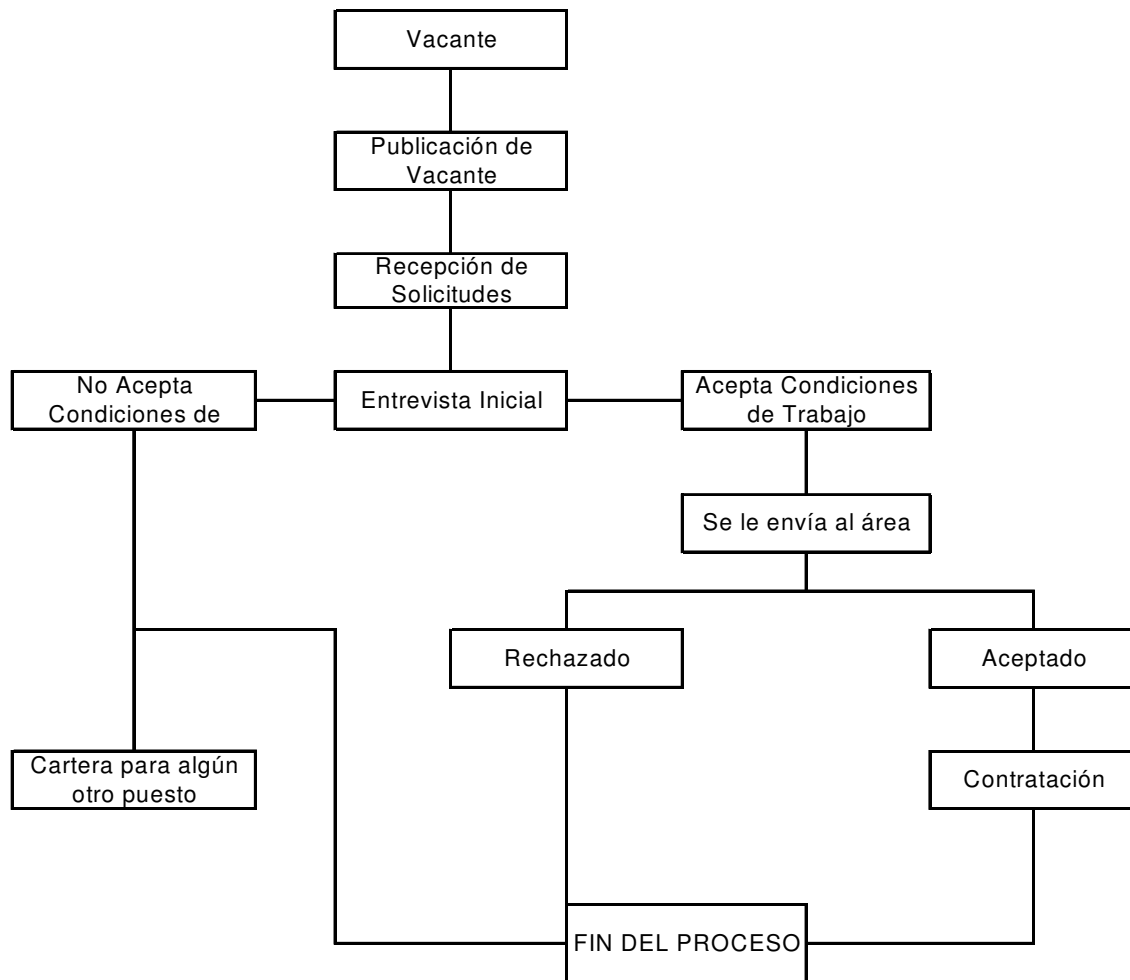 Vacante
Publicación de
Vacante
Recepción de
Solicitudes
No Acepta
Condiciones de
Entrevista Inicial
Acepta Condiciones
de Trabajo
Se le envía al área
Rechazado
Aceptado
Cartera para algún
otro puesto
Contratación
FIN DEL PROCESO